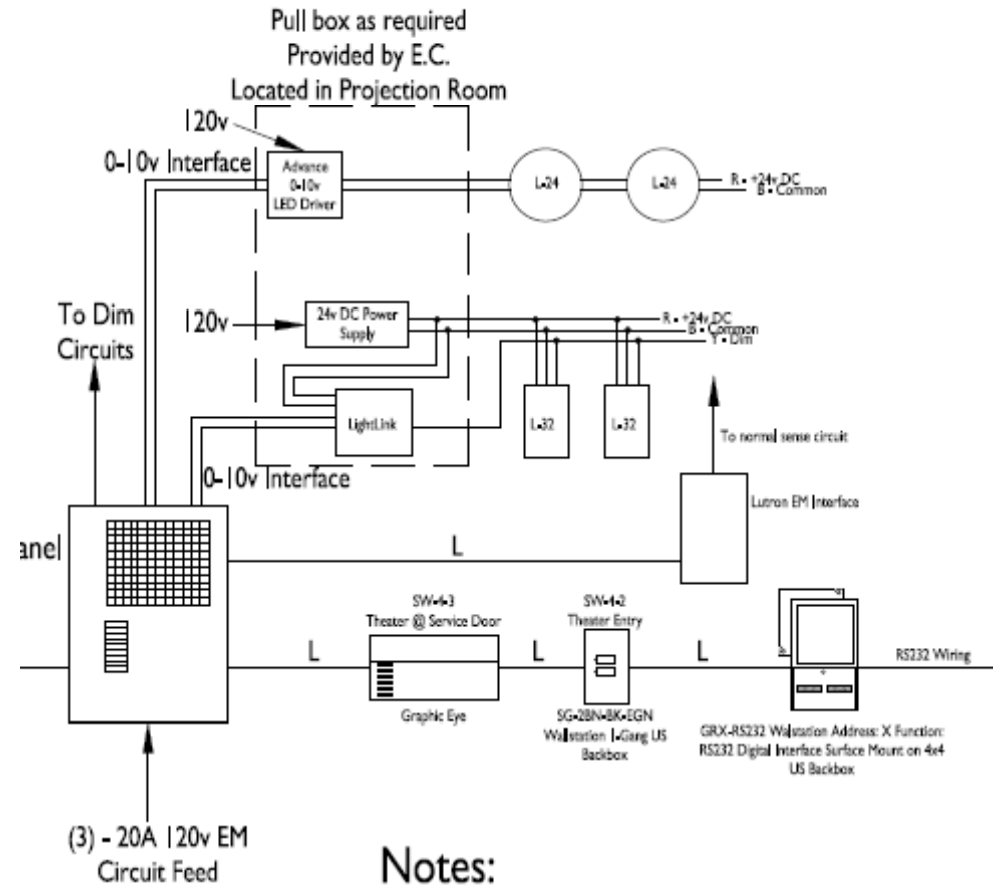 Pull box as required
Provided by E.C.
Located in Projection Room
120v
0-10v Interface
Advance
0-10v
LED Driver
L-24
L-24
R - +24v DC
B - Common
To Dim
Circuits
120v
24v DC Power
Supply
R - +24v DC
B - Common
Y - Dim
LightLink
L-32
L-32
To normal sense circuit
0-10v Interface
Lutron EM Interface
anel
L
SW-4-3
Theater @ Service Door
SW-4-2
Theater Entry
L
L
L
RS232 Wiring
Graphic Eye
SG-2BN-BK-EGN
Wallstation 1-Gang US
Backbox
GRX-RS232 Wallstation Address: X Function:
RS232 Digital Interface Surface Mount on 4x4
US Backbox
(3) - 20A 120v EM
Circuit Feed
Notes: